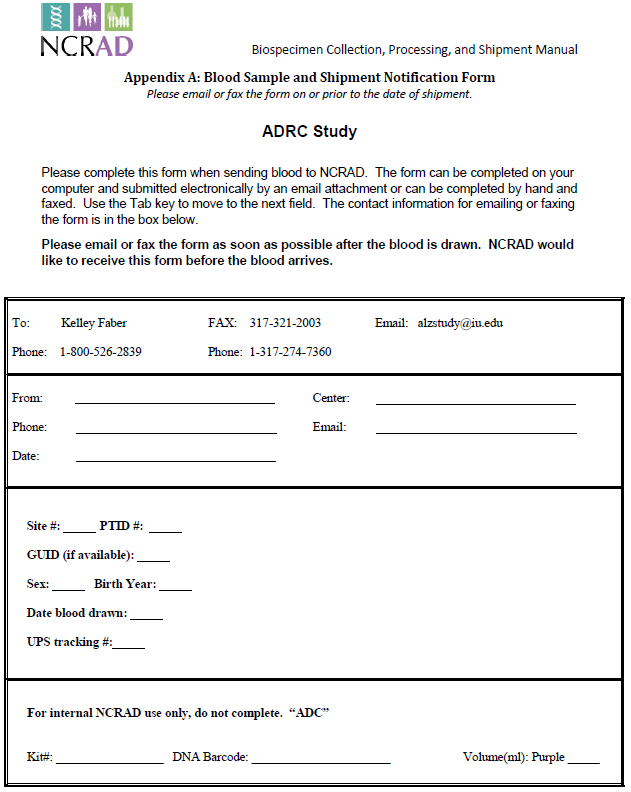 NCRAD
Biospecimen Collection, Processing, and Shipment Manual
Appendix A: Blood Sample and Shipment Notification Form
Please email or fax the form on or prior to the date of shipment.
ADRC Study
Please complete this form when sending blood to NCRAD.  The form can be completed on your
computer and submitted electronically by an email attachment or can be completed by hand and
faxed.  Use the Tab key to move to the next field.  The contact information for emailing or faxing
the form is in the box below.
Please email or fax the form as soon as possible after the blood is drawn.  NCRAD would
like to receive this form before the blood arrives.
To: Kelley Faber FAX: 317-321-2003 Email: alzstudy@iu.edu
Phone: 1-800-526-2839 Phone: 1-317-274-7360
From: ____________________ Center: ____________________
Phone: ____________________ Email: ____________________
Date: ____________________
Site #: _____ PTID #: _____
GUID (if available): _____
Sex: _____ Birth Year: _____
Date blood drawn: _____
UPS tracking #:_____
For internal NCRAD use only, do not complete.  “ADC”
Kit#: _________________ DNA Barcode: ______________________ Volume(ml): Purple _____